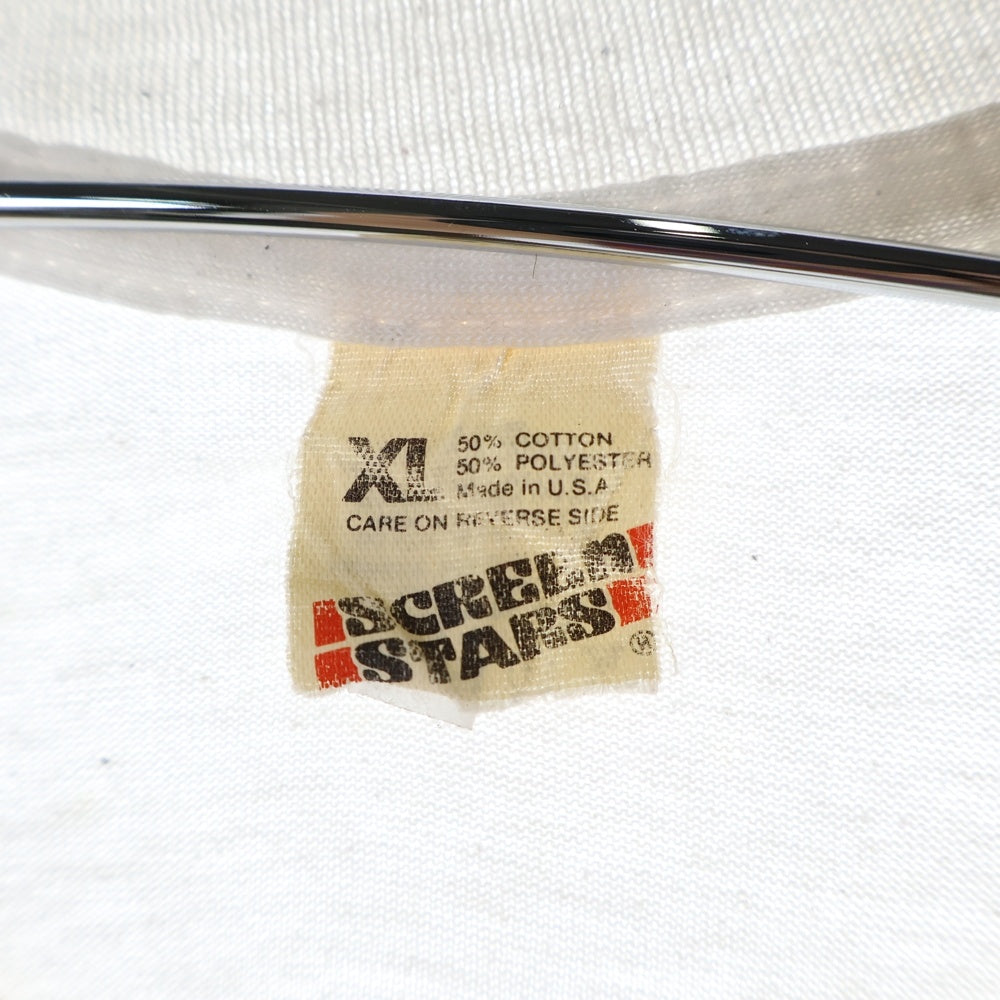 XL
50% COTTON
50% POLYESTER
Made in U.S.A.
CARE ON REVERSE SIDE
SCREEN
STARS